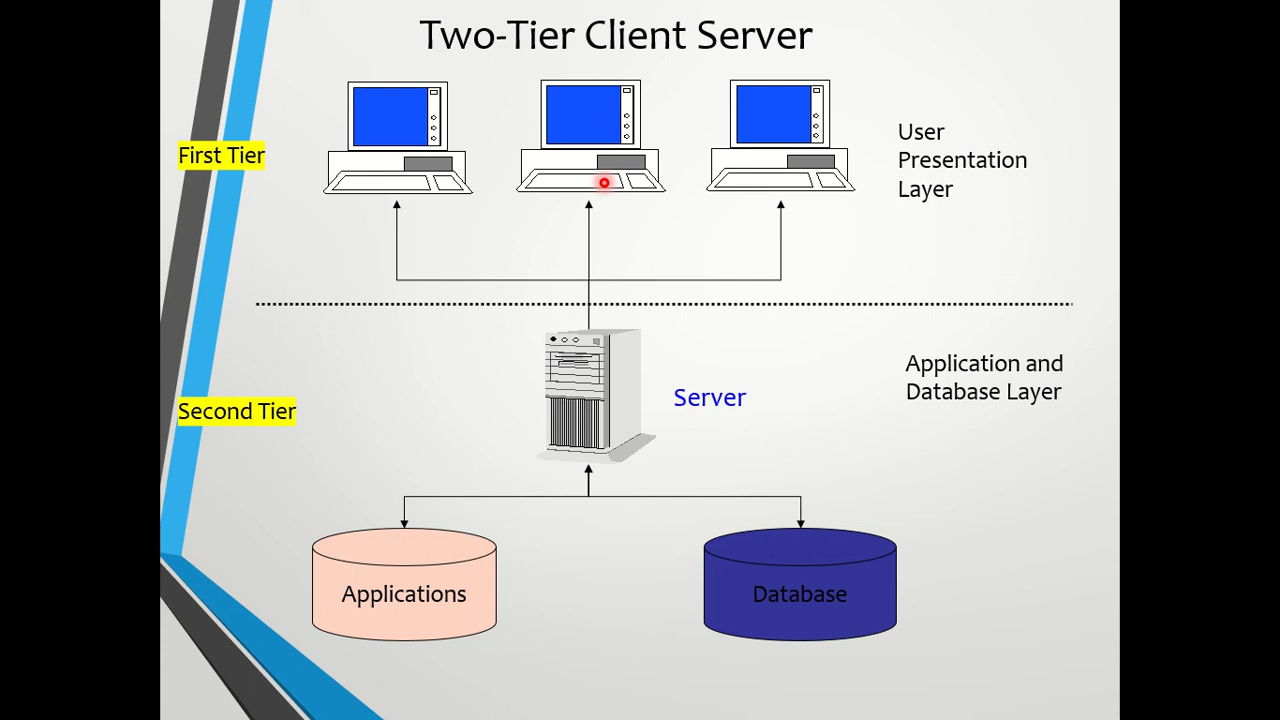 Two-Tier Client Server
First Tier
User
Presentation
Layer
Application and
Database Layer
Server
Second Tier
Applications
Database